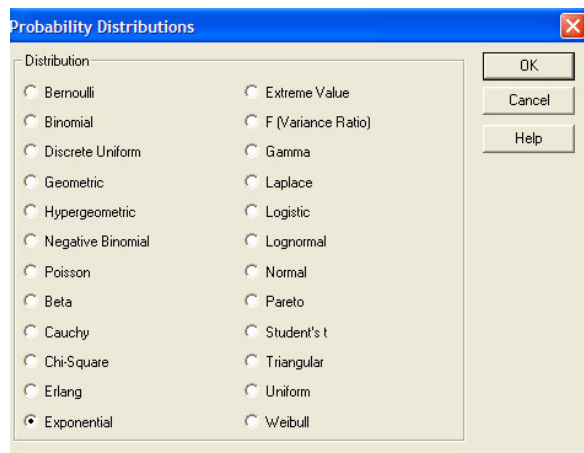 Probability Distributions
Distribution
Bernoulli
Binomial
Discrete Uniform
Geometric
Hypergeometric
Negative Binomial
Poisson
Beta
Cauchy
Chi-Square
Erlang
Exponential
Extreme Value
F (Variance Ratio)
Gamma
Laplace
Logistic
Lognormal
Normal
Pareto
Student's t
Triangular
Uniform
Weibull
OK
Cancel
Help